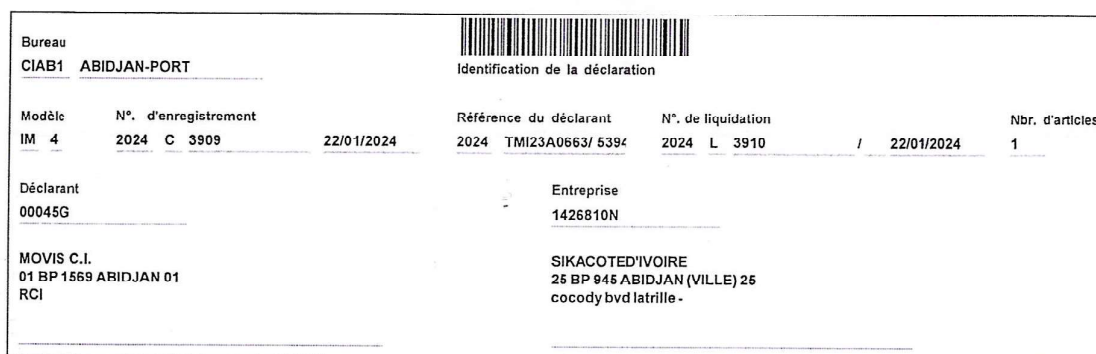 Bureau
CIAB1 ABIDJAN-PORT
Identification de la déclaration
Modèle N°. d'enregistrement Référence du déclarant N°. de liquidation Nbr. d'articles
IM 4 2024 C 3909 22/01/2024 2024 TMI23A0663/ 5394 2024 L 3910 / 22/01/2024 1
Déclarant Entreprise
00045G 1426810N
MOVIS C.I.
01 BP 1569 ABIDJAN 01
RCI
SIKACOTED'IVOIRE
25 BP 945 ABIDJAN (VILLE) 25
cocody bvd latrille -